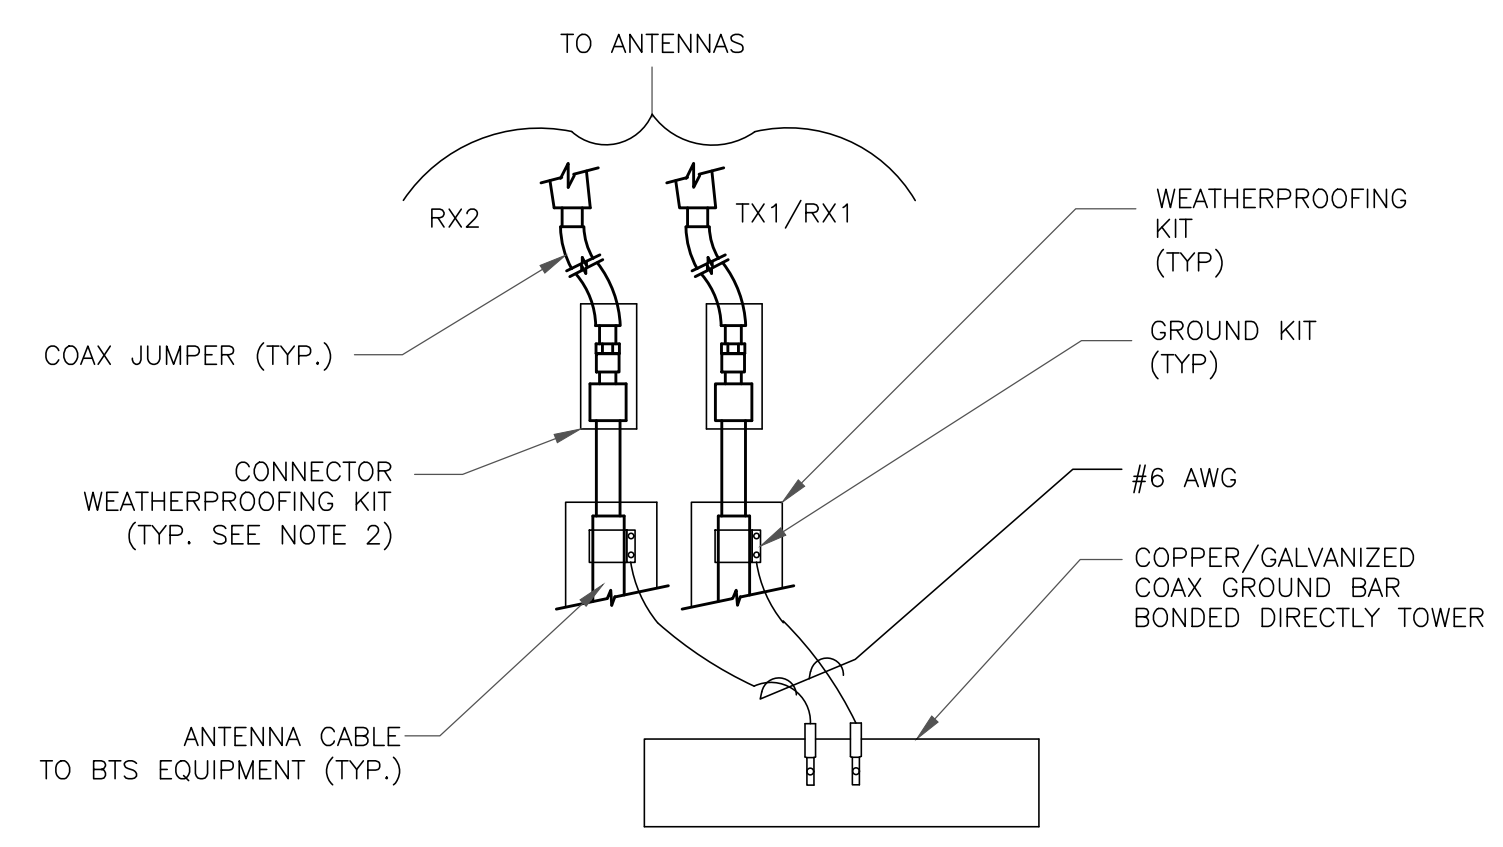 TO ANTENNAS
RX2
TX1/RX1
WEATHERPROOFING
KIT
(TYP)
GROUND KIT
(TYP)
COAX JUMPER (TYP.)
CONNECTOR
WEATHERPROOFING KIT
(TYP. SEE NOTE 2)
#6 AWG
COPPER/GALVANIZED
COAX GROUND BAR
BONDED DIRECTLY TOWER
ANTENNA CABLE
TO BTS EQUIPMENT (TYP.)